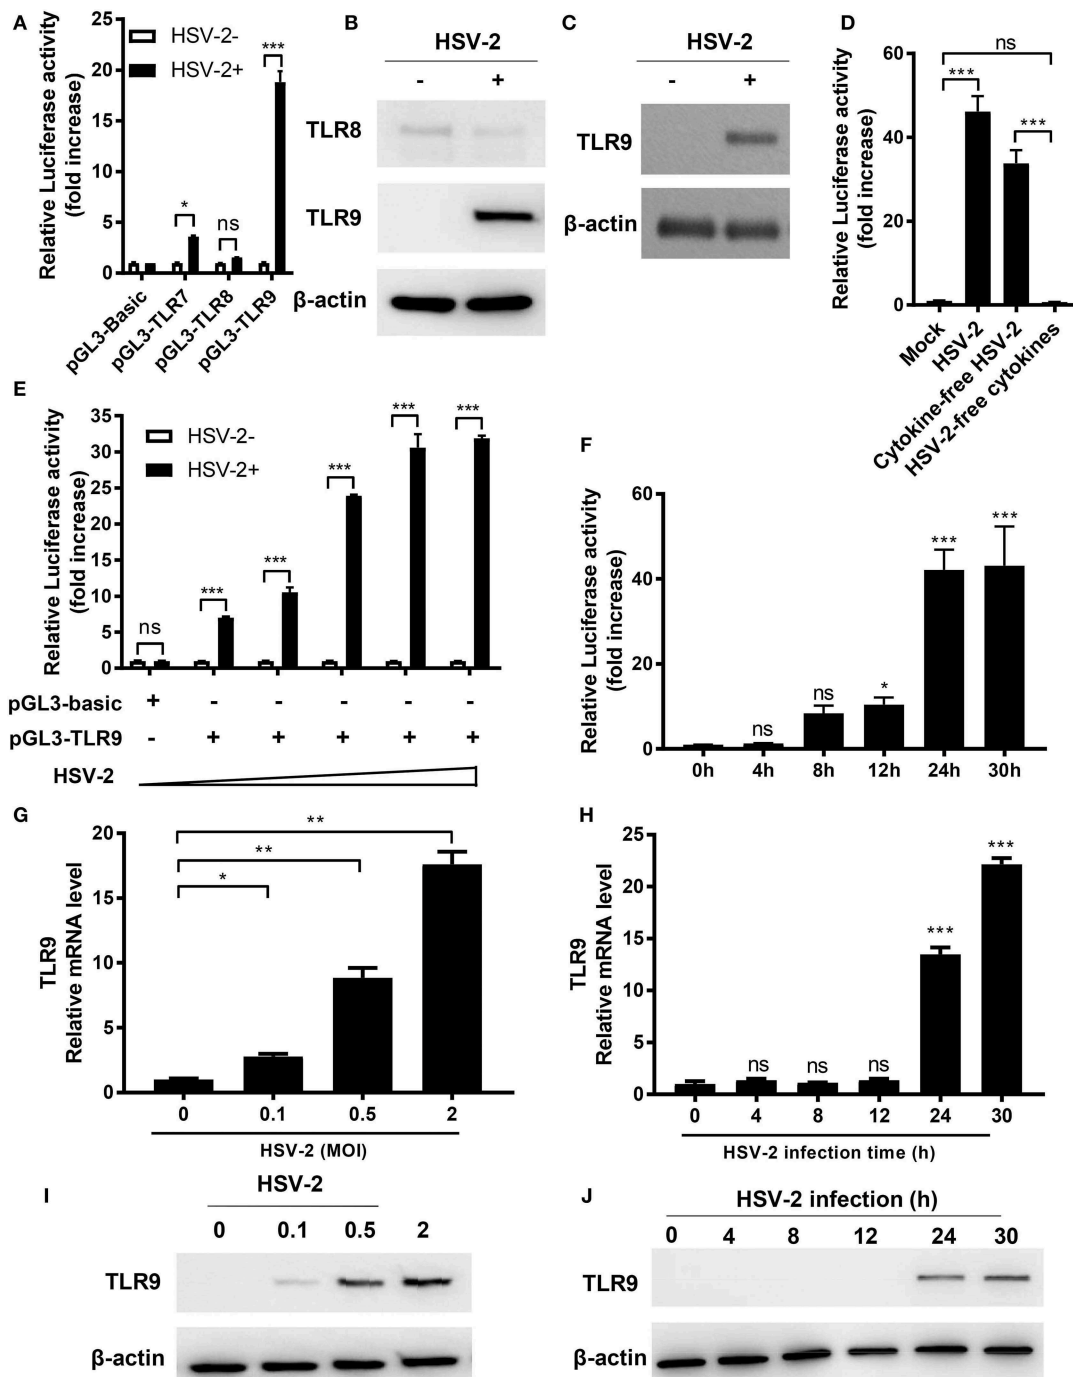 A
Relative Luciferase activity
(fold increase)
25
20
15
10
5
0
HSV-2-
HSV-2+
*
ns
***
pGL3-Basic
pGL3-TLR7
pGL3-TLR8
pGL3-TLR9
B
HSV-2
- +
TLR8
TLR9
β-actin
C
HSV-2
- +
TLR9
β-actin
D
Relative Luciferase activity
(fold increase)
60
40
20
0
ns
***
***
Mock
HSV-2
Cytokine-free HSV-2
HSV-2-free cytokines
E
Relative Luciferase activity
(fold increase)
35
30
25
20
15
10
5
0
HSV-2-
HSV-2+
ns
***
***
***
***
***
pGL3-basic + - - - - -
pGL3-TLR9 - + + + + +
HSV-2
F
Relative Luciferase activity
(fold increase)
60
40
20
0
ns
ns
*
***
***
0h 4h 8h 12h 24h 30h
G
TLR9
Relative mRNA level
20
15
10
5
0
**
**
*
0 0.1 0.5 2
HSV-2 (MOI)
H
TLR9
Relative mRNA level
25
20
15
10
5
0
ns ns ns
***
***
0 4 8 12 24 30
HSV-2 infection time (h)
I
HSV-2
0 0.1 0.5 2
TLR9
β-actin
J
HSV-2 infection (h)
0 4 8 12 24 30
TLR9
β-actin